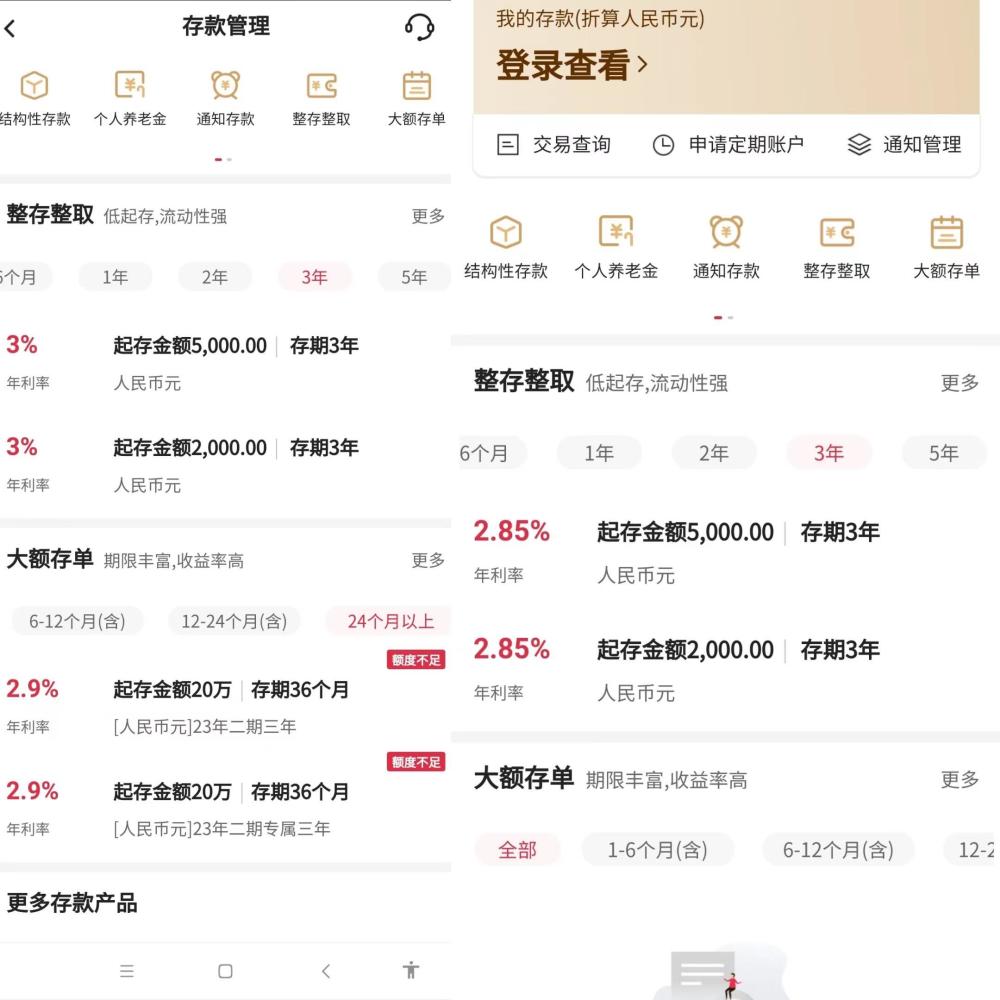 存款管理
结构性存款 个人养老金 通知存款 整存整取 大额存单
整存整取 低起存,流动性强 更多
6个月 1年 2年 3年 5年
3% 起存金额5,000.00 存期3年
年利率 人民币元
3% 起存金额2,000.00 存期3年
年利率 人民币元
大额存单 期限丰富,收益率高 更多
6-12个月(含) 12-24个月(含) 24个月以上
额度不足
2.9% 起存金额20万 存期36个月
年利率 [人民币元]23年二期三年
额度不足
2.9% 起存金额20万 存期36个月
年利率 [人民币元]23年二期专属三年
更多存款产品
我的存款(折算人民币元)
登录查看
交易查询 申请定期账户 通知管理
结构性存款 个人养老金 通知存款 整存整取 大额存单
整存整取 低起存,流动性强 更多
6个月 1年 2年 3年 5年
2.85% 起存金额5,000.00 存期3年
年利率 人民币元
2.85% 起存金额2,000.00 存期3年
年利率 人民币元
大额存单 期限丰富,收益率高 更多
全部 1-6个月(含) 6-12个月(含) 12-2